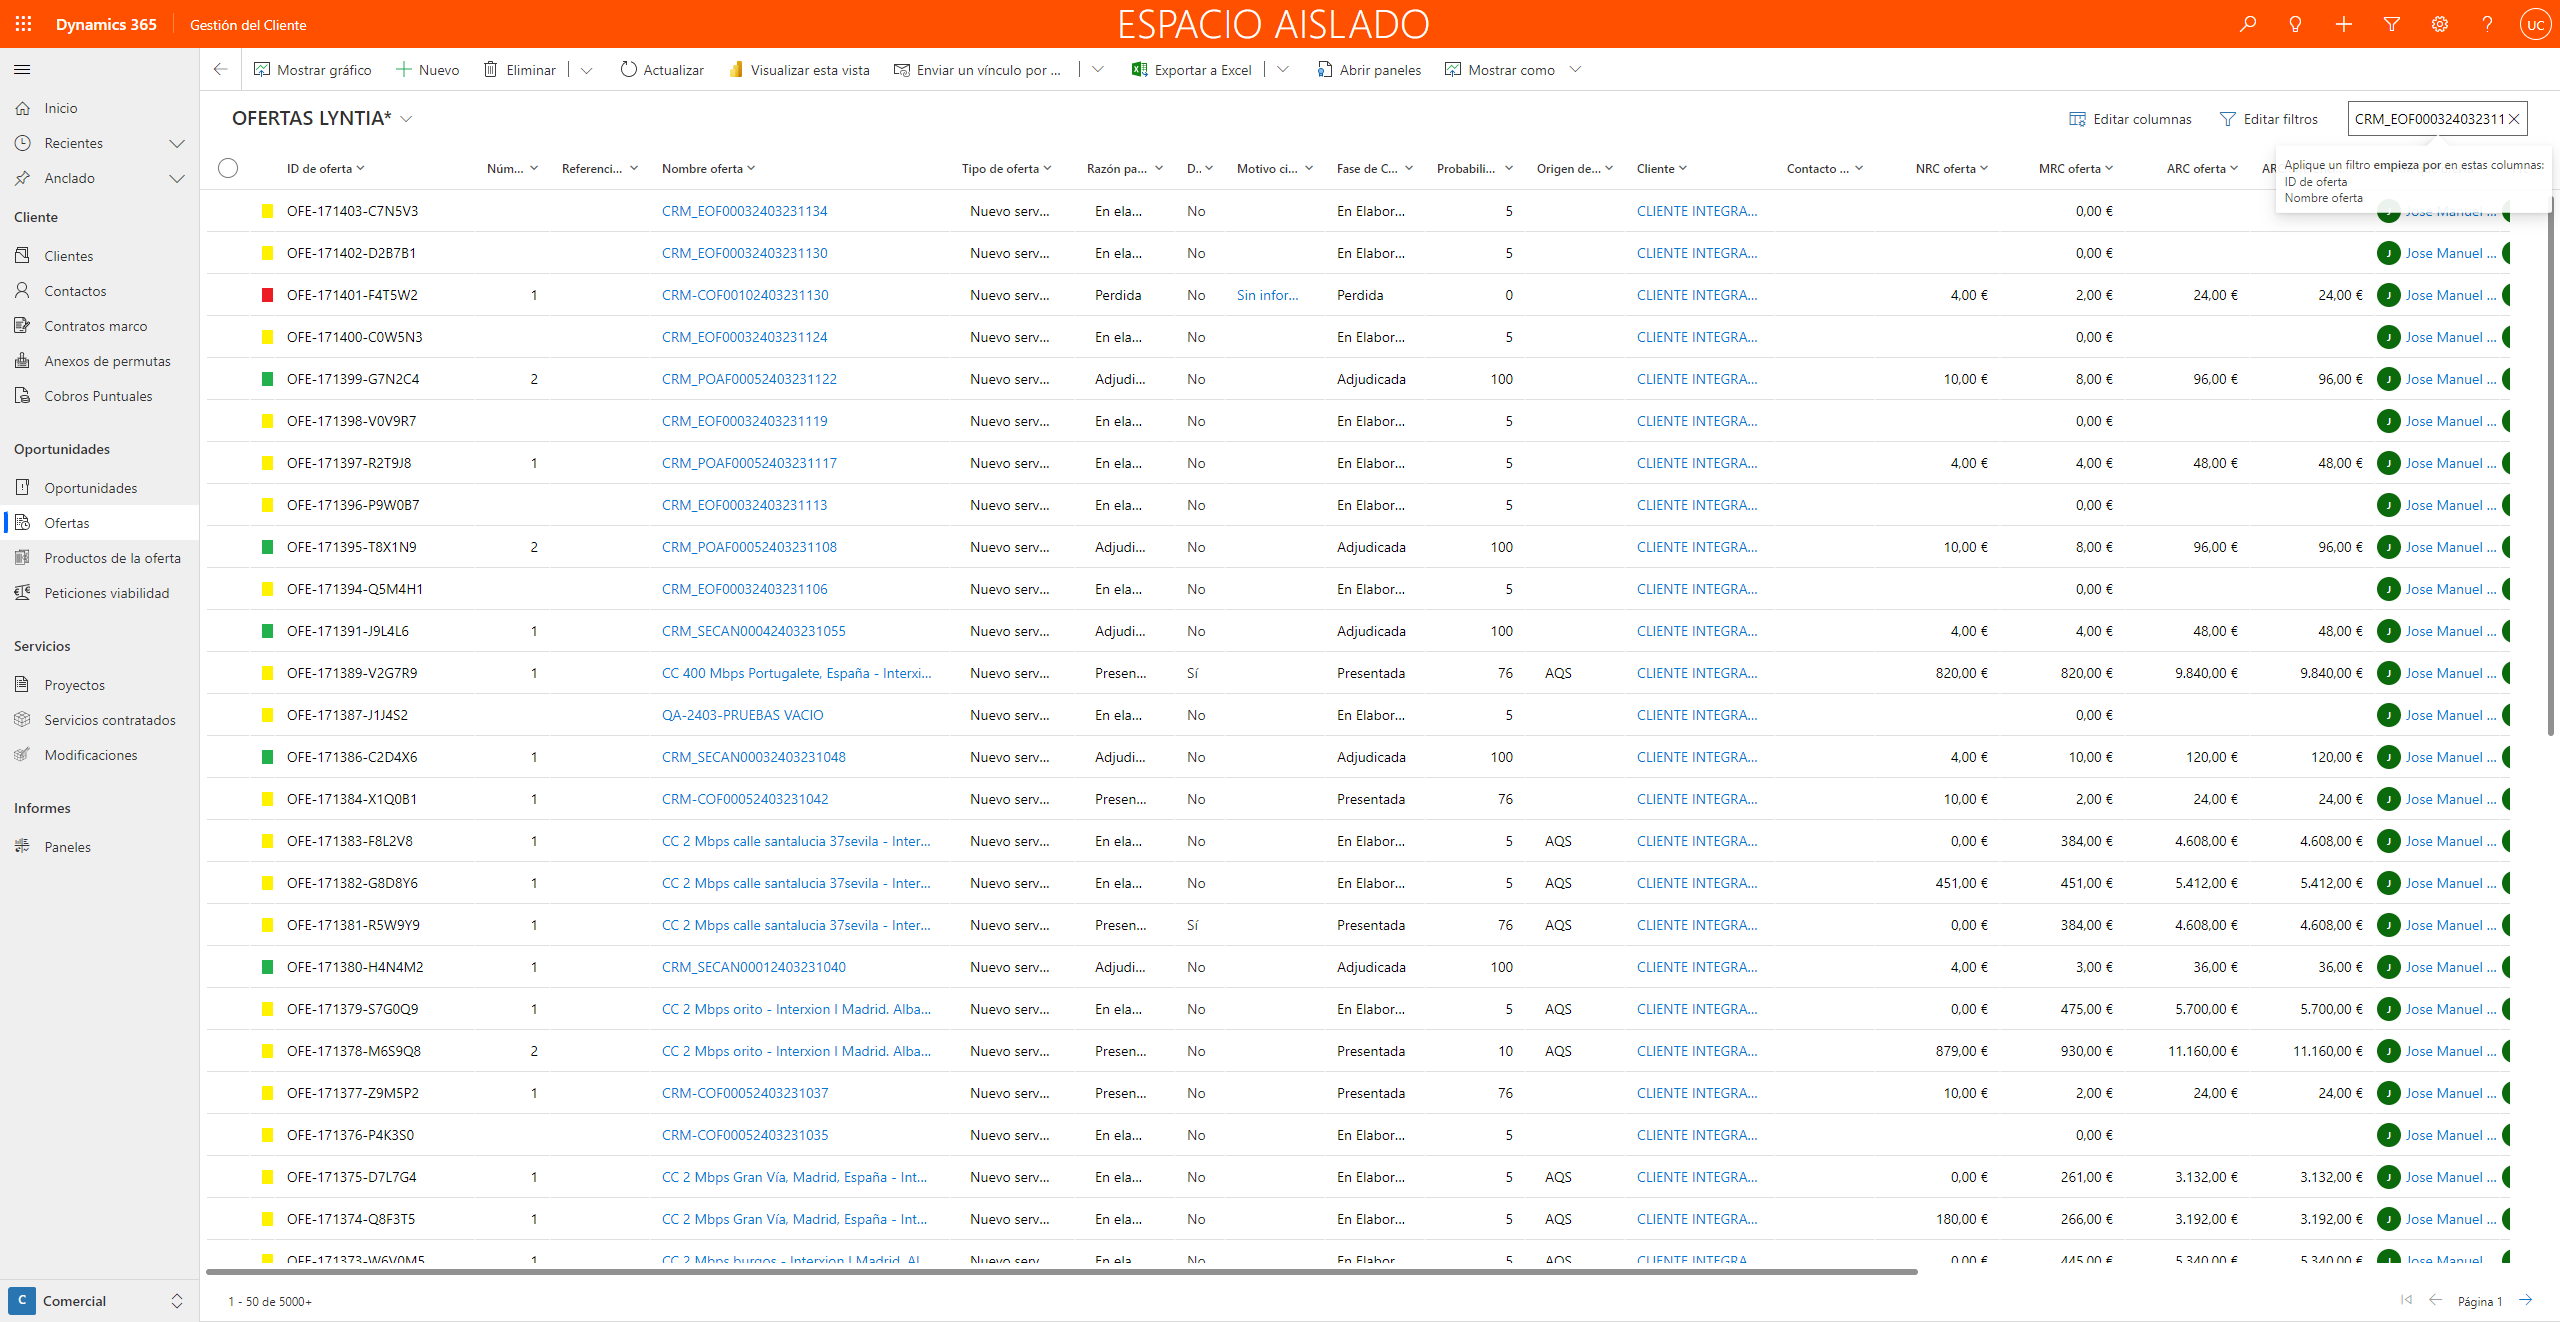 Dynamics 365
Gestión del Cliente
ESPACIO AISLADO
UC
Mostrar gráfico
Nuevo
Eliminar
Actualizar
Visualizar esta vista
Enviar un vínculo por ...
Exportar a Excel
Abrir paneles
Mostrar como
Inicio
Recientes
Anclado
Cliente
Clientes
Contactos
Contratos marco
Anexos de permutas
Cobros Puntuales
Oportunidades
Oportunidades
Ofertas
Productos de la oferta
Peticiones viabilidad
Servicios
Proyectos
Servicios contratados
Modificaciones
Informes
Paneles
C Comercial
OFERTAS LYNTIA*
Editar columnas
Editar filtros
CRM_EOF000324032311
Aplique un filtro empieza por en estas columnas:
ID de oferta
Nombre oferta
ID de oferta Núm... Referenci... Nombre oferta Tipo de oferta Razón pa... D.. Motivo ci... Fase de C... Probabili... Origen de... Cliente Contacto ... NRC oferta MRC oferta ARC oferta AR
OFE-171403-C7N5V3 CRM_EOF00032403231134 Nuevo serv... En ela... No En Elabor... 5 CLIENTE INTEGRA... 0,00 € J Jose Manuel ...
OFE-171402-D2B7B1 CRM_EOF00032403231130 Nuevo serv... En ela... No En Elabor... 5 CLIENTE INTEGRA... 0,00 € J Jose Manuel ...
OFE-171401-F4T5W2 1 CRM-COF00102403231130 Nuevo serv... Perdida No Sin infor... Perdida 0 CLIENTE INTEGRA... 4,00 € 2,00 € 24,00 € 24,00 € J Jose Manuel ...
OFE-171400-C0W5N3 CRM_EOF00032403231124 Nuevo serv... En ela... No En Elabor... 5 CLIENTE INTEGRA... 0,00 € J Jose Manuel ...
OFE-171399-G7N2C4 2 CRM_POAF00052403231122 Nuevo serv... Adjudi... No Adjudicada 100 CLIENTE INTEGRA... 10,00 € 8,00 € 96,00 € 96,00 € J Jose Manuel ...
OFE-171398-V0V9R7 CRM_EOF00032403231119 Nuevo serv... En ela... No En Elabor... 5 CLIENTE INTEGRA... 0,00 € J Jose Manuel ...
OFE-171397-R2T9J8 1 CRM_POAF00052403231117 Nuevo serv... En ela... No En Elabor... 5 CLIENTE INTEGRA... 4,00 € 4,00 € 48,00 € 48,00 € J Jose Manuel ...
OFE-171396-P9W0B7 CRM_EOF00032403231113 Nuevo serv... En ela... No En Elabor... 5 CLIENTE INTEGRA... 0,00 € J Jose Manuel ...
OFE-171395-T8X1N9 2 CRM_POAF00052403231108 Nuevo serv... Adjudi... No Adjudicada 100 CLIENTE INTEGRA... 10,00 € 8,00 € 96,00 € 96,00 € J Jose Manuel ...
OFE-171394-Q5M4H1 CRM_EOF00032403231106 Nuevo serv... En ela... No En Elabor... 5 CLIENTE INTEGRA... 0,00 € J Jose Manuel ...
OFE-171391-J9L4L6 1 CRM_SECAN00042403231055 Nuevo serv... Adjudi... No Adjudicada 100 CLIENTE INTEGRA... 4,00 € 4,00 € 48,00 € 48,00 € J Jose Manuel ...
OFE-171389-V2G7R9 1 CC 400 Mbps Portugalete, España - Interxi... Nuevo serv... Presen... Sí Presentada 76 AQS CLIENTE INTEGRA... 820,00 € 820,00 € 9.840,00 € 9.840,00 € J Jose Manuel ...
OFE-171387-J1J4S2 QA-2403-PRUEBAS VACIO Nuevo serv... En ela... No En Elabor... 5 CLIENTE INTEGRA... 0,00 € J Jose Manuel ...
OFE-171386-C2D4X6 1 CRM_SECAN00032403231048 Nuevo serv... Adjudi... No Adjudicada 100 CLIENTE INTEGRA... 4,00 € 10,00 € 120,00 € 120,00 € J Jose Manuel ...
OFE-171384-X1Q0B1 1 CRM-COF00052403231042 Nuevo serv... Presen... No Presentada 76 CLIENTE INTEGRA... 10,00 € 2,00 € 24,00 € 24,00 € J Jose Manuel ...
OFE-171383-F8L2V8 1 CC 2 Mbps calle santalucia 37sevila - Inter... Nuevo serv... En ela... No En Elabor... 5 AQS CLIENTE INTEGRA... 0,00 € 384,00 € 4.608,00 € 4.608,00 € J Jose Manuel ...
OFE-171382-G8D8Y6 1 CC 2 Mbps calle santalucia 37sevila - Inter... Nuevo serv... En ela... No En Elabor... 5 AQS CLIENTE INTEGRA... 451,00 € 451,00 € 5.412,00 € 5.412,00 € J Jose Manuel ...
OFE-171381-R5W9Y9 1 CC 2 Mbps calle santalucia 37sevila - Inter... Nuevo serv... Presen... Sí Presentada 76 AQS CLIENTE INTEGRA... 0,00 € 384,00 € 4.608,00 € 4.608,00 € J Jose Manuel ...
OFE-171380-H4N4M2 1 CRM_SECAN00012403231040 Nuevo serv... Adjudi... No Adjudicada 100 CLIENTE INTEGRA... 4,00 € 3,00 € 36,00 € 36,00 € J Jose Manuel ...
OFE-171379-S7G0Q9 1 CC 2 Mbps orito - Interxion I Madrid. Alba... Nuevo serv... En ela... No En Elabor... 5 AQS CLIENTE INTEGRA... 0,00 € 475,00 € 5.700,00 € 5.700,00 € J Jose Manuel ...
OFE-171378-M6S9Q8 2 CC 2 Mbps orito - Interxion I Madrid. Alba... Nuevo serv... Presen... No Presentada 10 AQS CLIENTE INTEGRA... 879,00 € 930,00 € 11.160,00 € 11.160,00 € J Jose Manuel ...
OFE-171377-Z9M5P2 1 CRM-COF00052403231037 Nuevo serv... Presen... No Presentada 76 CLIENTE INTEGRA... 10,00 € 2,00 € 24,00 € 24,00 € J Jose Manuel ...
OFE-171376-P4K3S0 CRM-COF00052403231035 Nuevo serv... En ela... No En Elabor... 5 CLIENTE INTEGRA... 0,00 € J Jose Manuel ...
OFE-171375-D7L7G4 1 CC 2 Mbps Gran Vía, Madrid, España - Int... Nuevo serv... En ela... No En Elabor... 5 AQS CLIENTE INTEGRA... 0,00 € 261,00 € 3.132,00 € 3.132,00 € J Jose Manuel ...
OFE-171374-Q8F3T5 1 CC 2 Mbps Gran Vía, Madrid, España - Int... Nuevo serv... En ela... No En Elabor... 5 AQS CLIENTE INTEGRA... 180,00 € 266,00 € 3.192,00 € 3.192,00 € J Jose Manuel ...
OFE-171373-W6V0M5 1 CC 2 Mbps burgos - Interxion I Madrid. Al... Nuevo serv... En ela... No En Elabor... 5 AQS CLIENTE INTEGRA... 0,00 € 445,00 € 5.340,00 € 5.340,00 € J Jose Manuel ...
1 - 50 de 5000+
Página 1